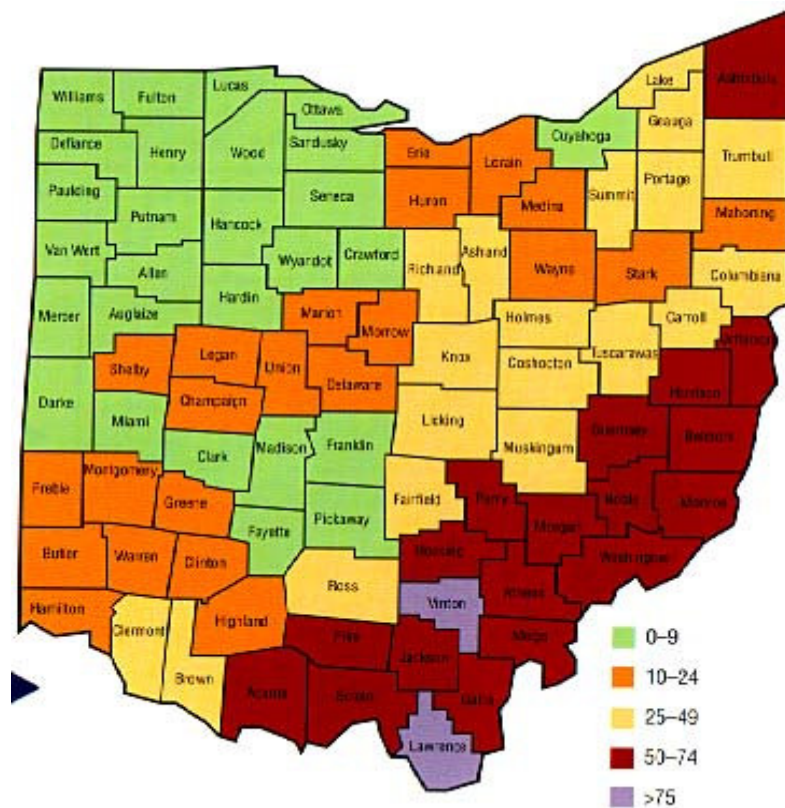 Lake
Ashtabula
Lucas
Williams
Fulton
Ottawa
Geauga
Cuyahoga
Defiance
Henry
Wood
Sandusky
Erie
Lorain
Trumbull
Paulding
Seneca
Huron
Medina
Summit
Portage
Putnam
Hancock
Mahoning
Van Wert
Wyandot
Crawford
Richland
Ashland
Wayne
Stark
Allen
Columbiana
Mercer
Auglaize
Hardin
Marion
Morrow
Holmes
Carroll
Logan
Knox
Coshocton
Shelby
Union
Delaware
Harrison
Darke
Champaign
Miami
Licking
Guernsey
Belmont
Clark
Madison
Franklin
Muskingam
Preble
Montgomery
Greene
Fairfield
Perry
Noble
Monroe
Fayette
Pickaway
Morgan
Butler
Warren
Clinton
Hocking
Washington
Ross
Athens
Hamilton
Vinton
Clermont
Highland
Pike
Meigs
Brown
Jackson
Adams
Scioto
Gallia
Lawrence
0–9
10–24
25–49
50–74
>75